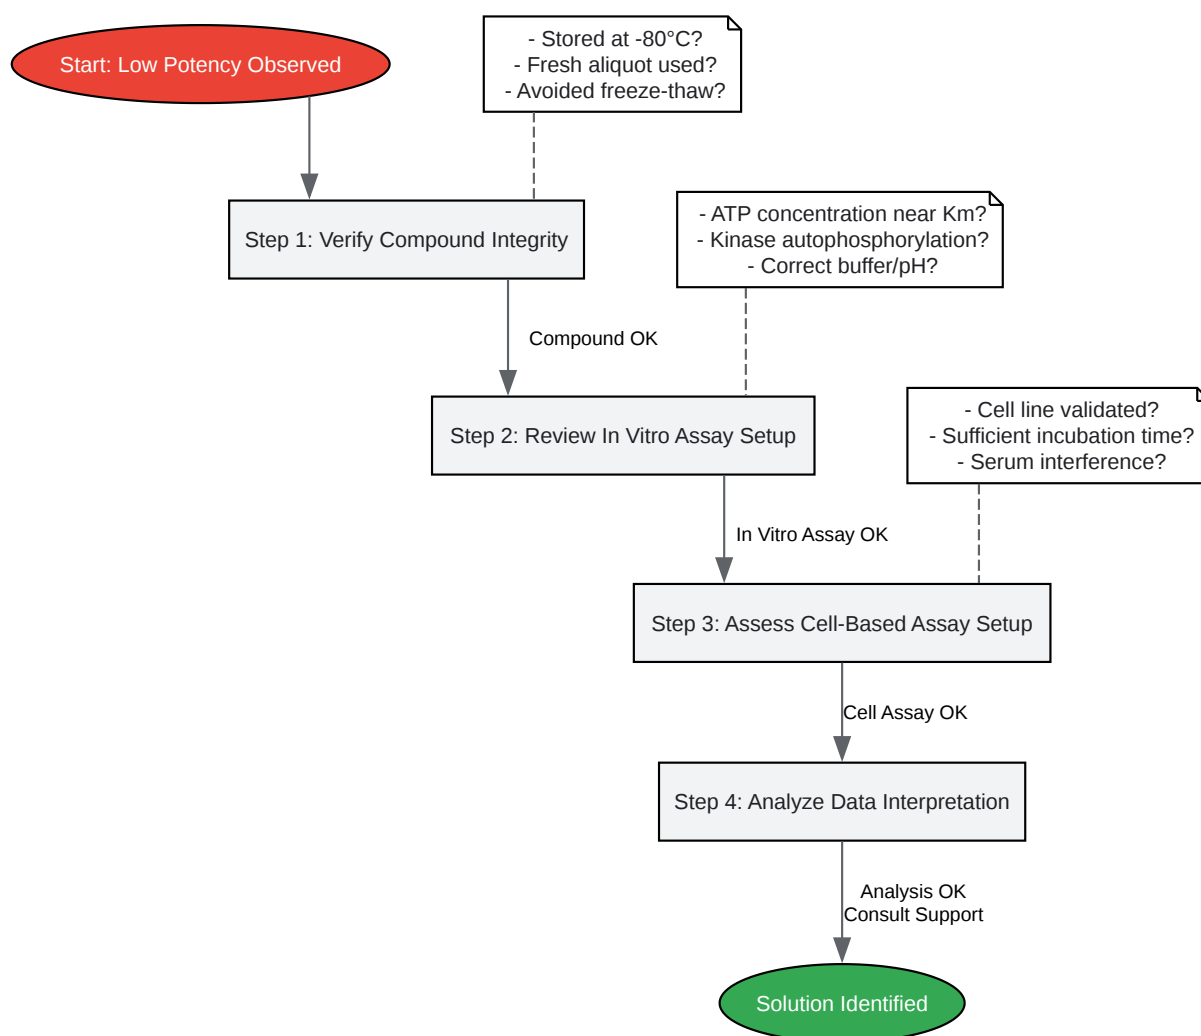 Start: Low Potency Observed
- Stored at -80°C?
- Fresh aliquot used?
- Avoided freeze-thaw?
Step 1: Verify Compound Integrity
- ATP concentration near Km?
- Kinase autophosphorylation?
- Correct buffer/pH?
Compound OK
Step 2: Review In Vitro Assay Setup
- Cell line validated?
- Sufficient incubation time?
- Serum interference?
In Vitro Assay OK
Step 3: Assess Cell-Based Assay Setup
Cell Assay OK
Step 4: Analyze Data Interpretation
Analysis OK
Consult Support
Solution Identified